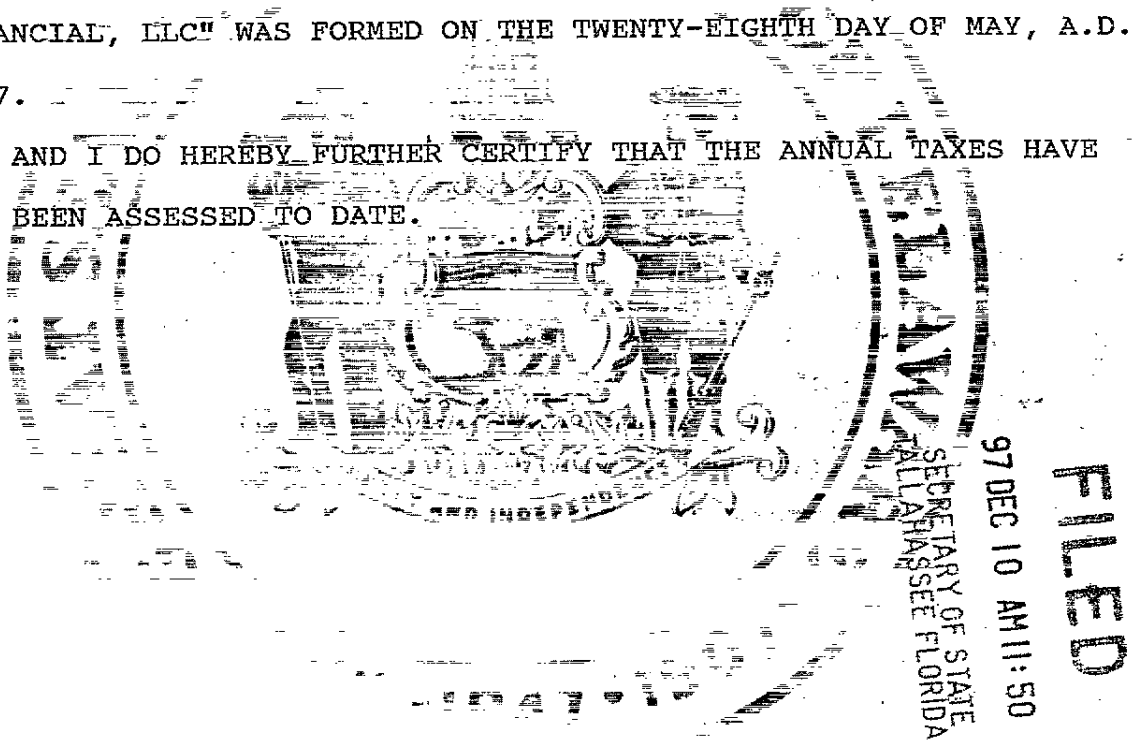 ANCIAL, LLC" WAS FORMED ON THE TWENTY-EIGHTH DAY OF MAY, A.D.
7.
AND I DO HEREBY FURTHER CERTIFY THAT THE ANNUAL TAXES HAVE
BEEN ASSESSED TO DATE.
AND INDEPENDE
FILED
97 DEC 10 AM 11:50
SECRETARY OF STATE
TALLAHASSEE FLORIDA